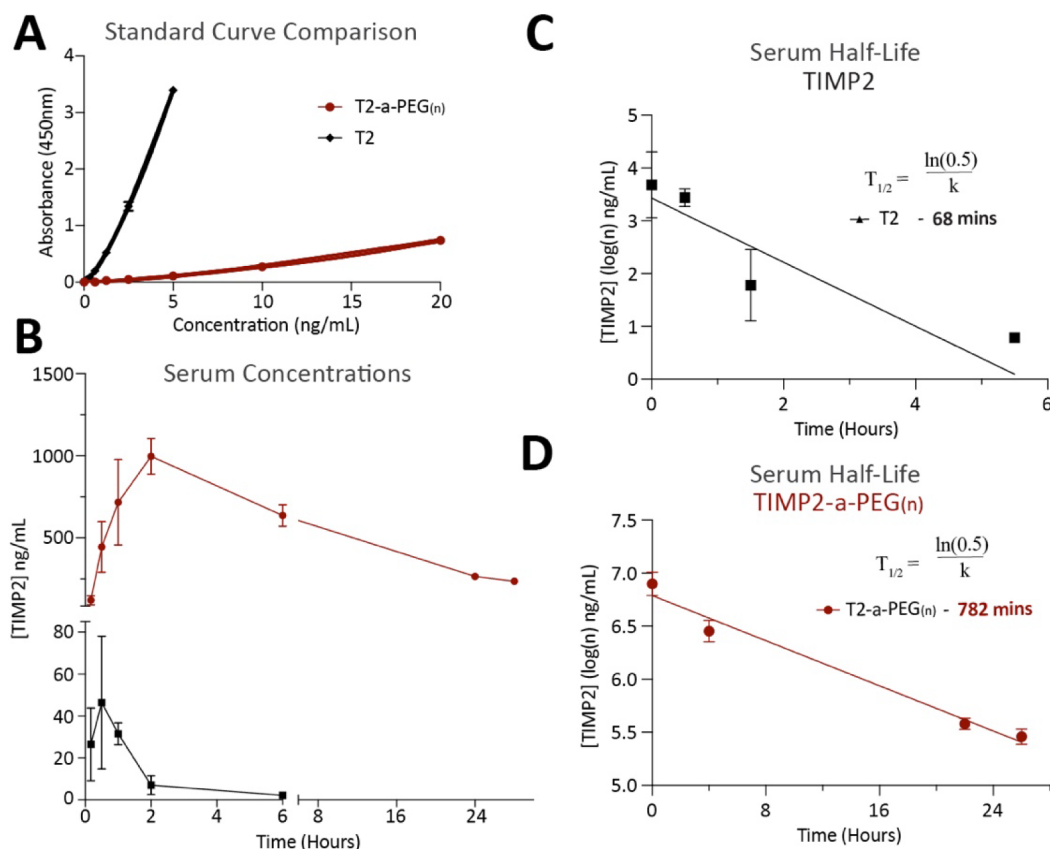 A
Standard Curve Comparison
4
3
2
1
0
Absorbance (450nm)
T2-a-PEG(n)
T2
0 5 10 15 20
Concentration (ng/mL)
B
Serum Concentrations
1500
1000
500
80
60
40
20
0
[TIMP2] ng/mL
0 2 4 6 8 16 24
Time (Hours)
C
Serum Half-Life
TIMP2
5
4
3
2
1
0
[TIMP2] (log(n) ng/mL)
T1/2 = ln(0.5)
k
T2 - 68 mins
0 2 4 6
Time (Hours)
D
Serum Half-Life
TIMP2-a-PEG(n)
7.5
7.0
6.5
6.0
5.5
5.0
[TIMP2] (log(n) ng/mL)
T1/2 = ln(0.5)
k
T2-a-PEG(n) - 782 mins
0 8 16 24
Time (Hours)